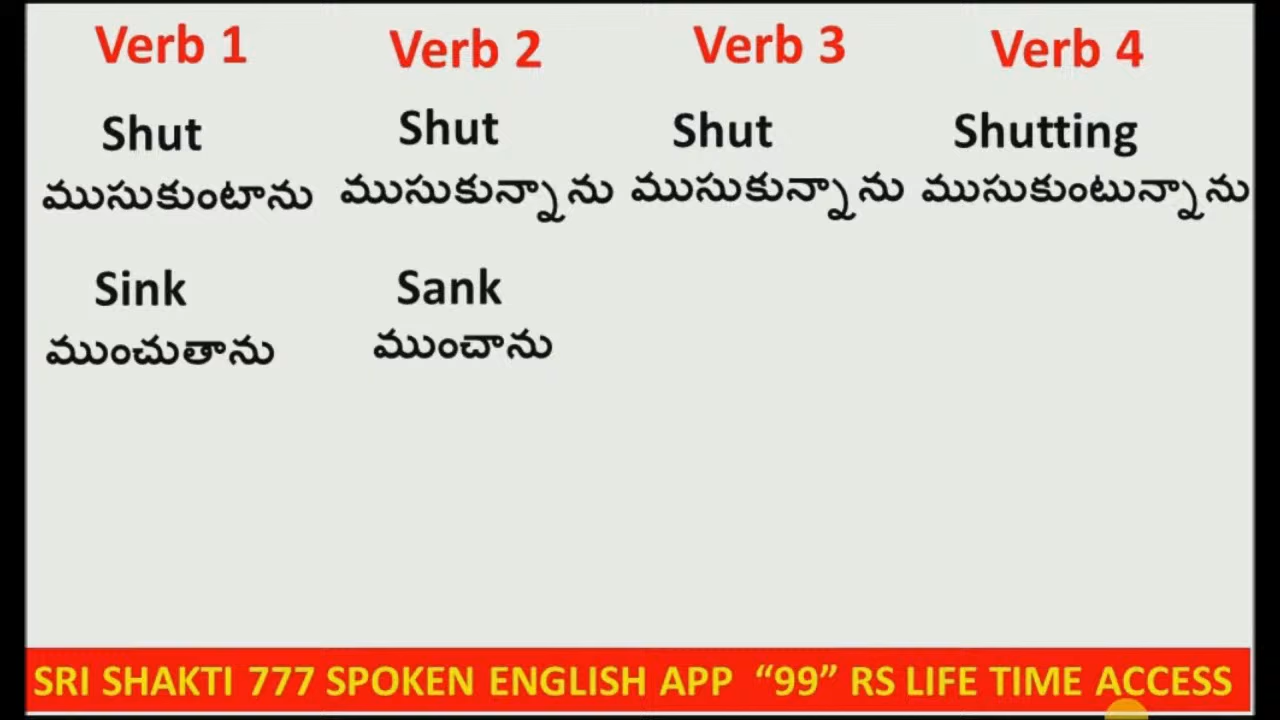 Verb 1 Verb 2 Verb 3 Verb 4
Shut Shut Shut Shutting
ముసుకుంటాను ముసుకున్నాను ముసుకున్నాను ముసుకుంటున్నాను
Sink Sank
ముంచుతాను ముంచాను
SRI SHAKTI 777 SPOKEN ENGLISH APP “99” RS LIFE TIME ACCESS